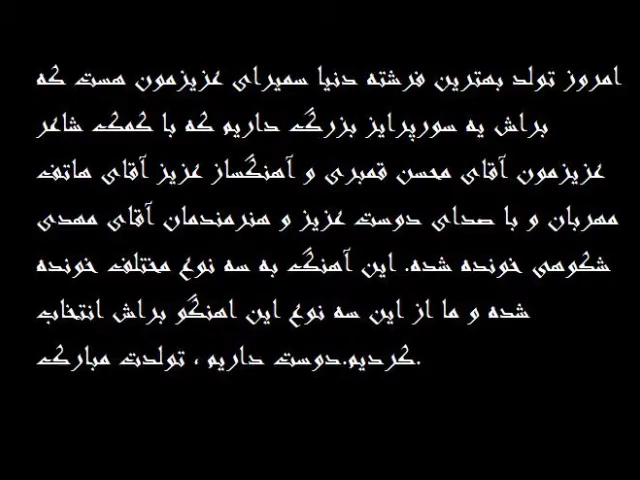 امروز تولد بهترین فرشته دنیا سمیرای عزیزمون هست که
براش یه سورپرایز بزرگ داریم که با کمک شاعر
عزیزمون آقای محسن قمبری و آهنگساز عزیز آقای هاتف
مهربان و با صدای دوست عزیز و هنرمندمان آقای مهدی
شکوهی خونده شده. این آهنگ به سه نوع مختلف خونده
شده و ما از این سه نوع این اهنگو براش انتخاب
کردیم.دوست داریم ، تولدت مبارک.